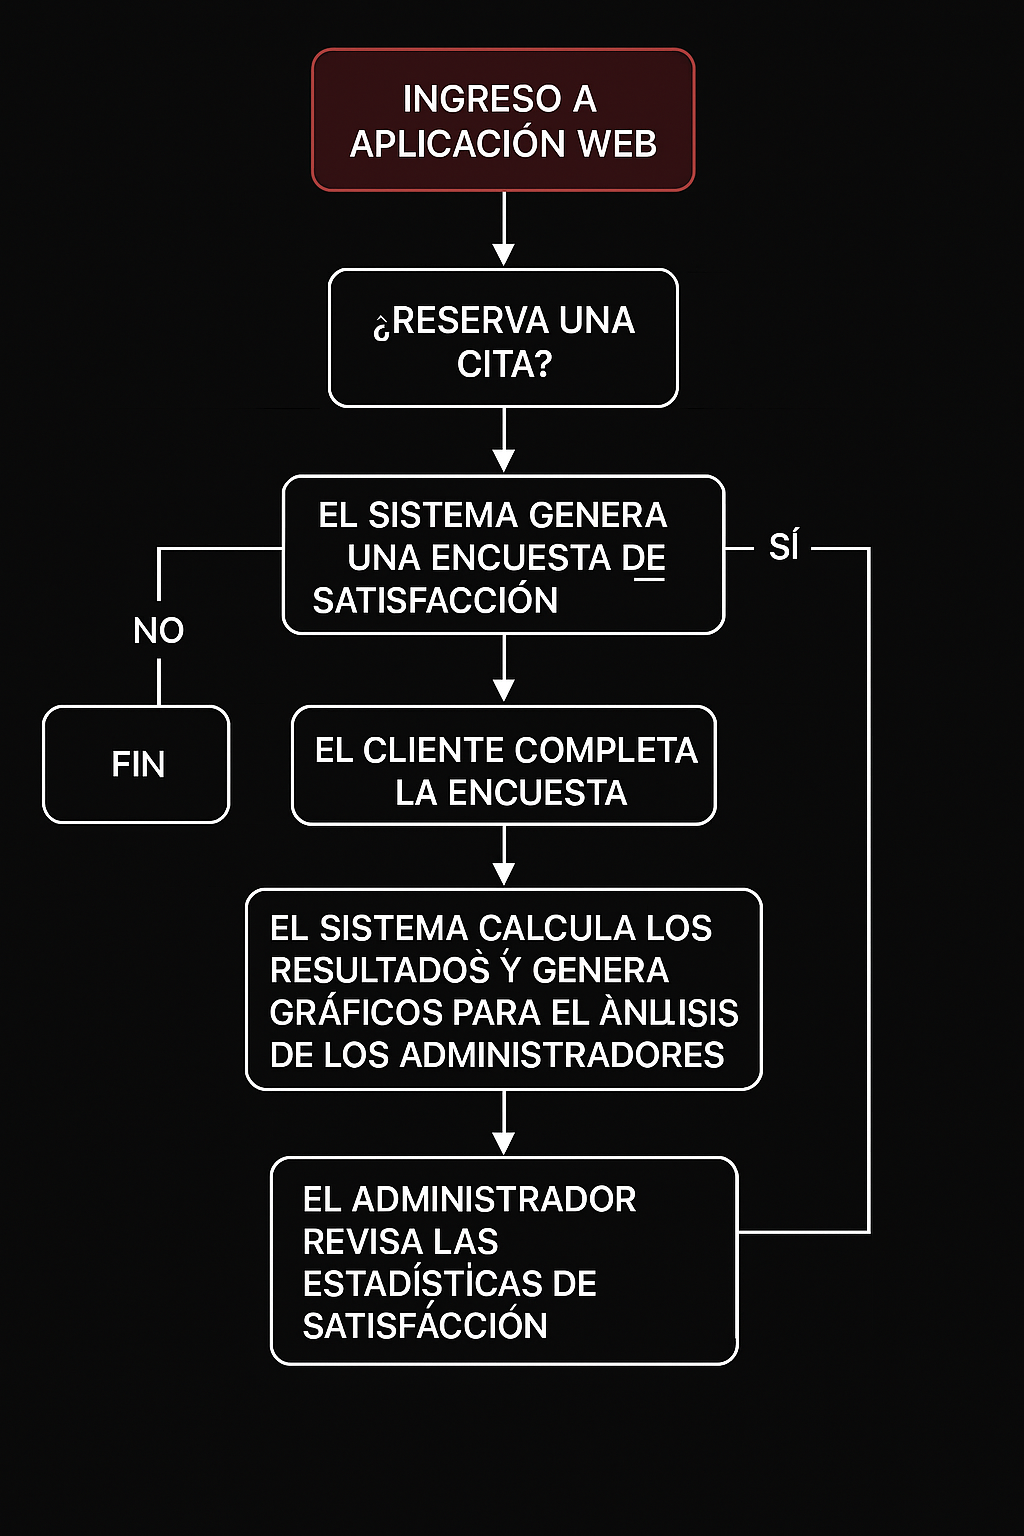 INGRESO A
APLICACIÓN WEB
¿RESERVA UNA
CITA?
EL SISTEMA GENERA
UNA ENCUESTA DE
SATISFACCIÓN
SÍ
NO
FIN
EL CLIENTE COMPLETA
LA ENCUESTA
EL SISTEMA CALCULA LOS
RESULTADOS̀ Ý GENERA
GRÁFICOS PARA EL
DE LOS ADMINISTRADORES
EL ADMINISTRADOR
REVISA LAS
ESTADÍSTİCAS DE
SATISFÁCCIÓN